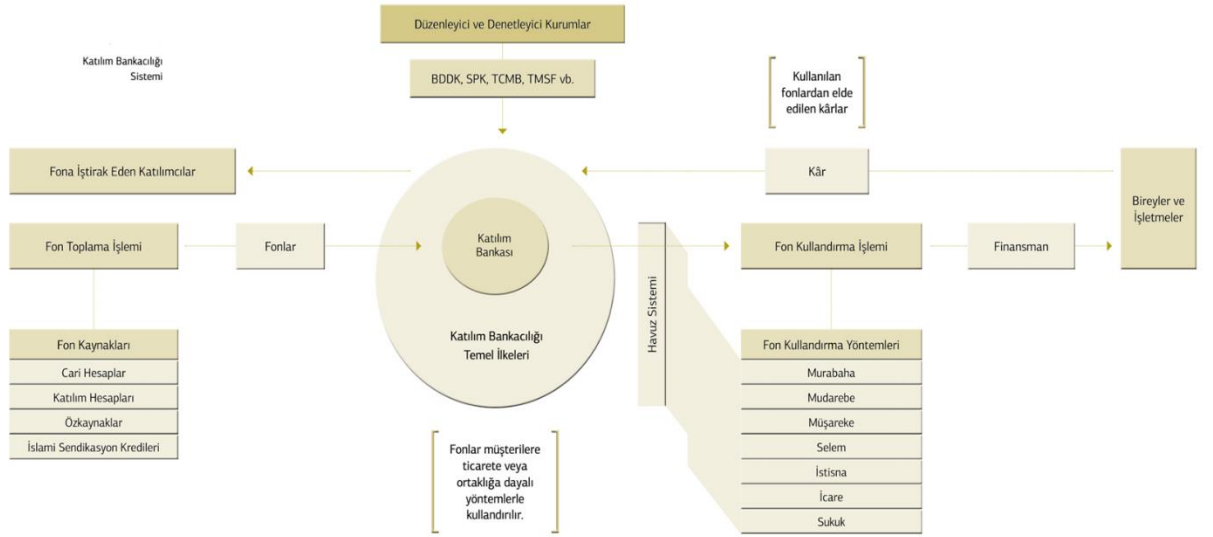 Düzenleyici ve Denetleyici Kurumlar
Katılım Bankacılığı
Sistemi
BDDK, SPK, TCMB, TMSF vb.
Kullanılan
fonlardan elde
edilen kârlar
Fona İştirak Eden Katılımcılar
Kâr
Bireyler ve
İşletmeler
Fon Toplama İşlemi
Fonlar
Katılım
Bankası
Fon Kullandırma İşlemi
Finansman
Havuz Sistemi
Katılım Bankacılığı
Temel İlkeleri
Fon Kaynakları
Cari Hesaplar
Katılım Hesapları
Özkaynaklar
İslami Sendikasyon Kredileri
Fon Kullandırma Yöntemleri
Murabaha
Mudarebe
Müşareke
Selem
İstisna
İcare
Sukuk
Fonlar müşterilere
ticarete veya
ortaklığa dayalı
yöntemlerle
kullandırılır.